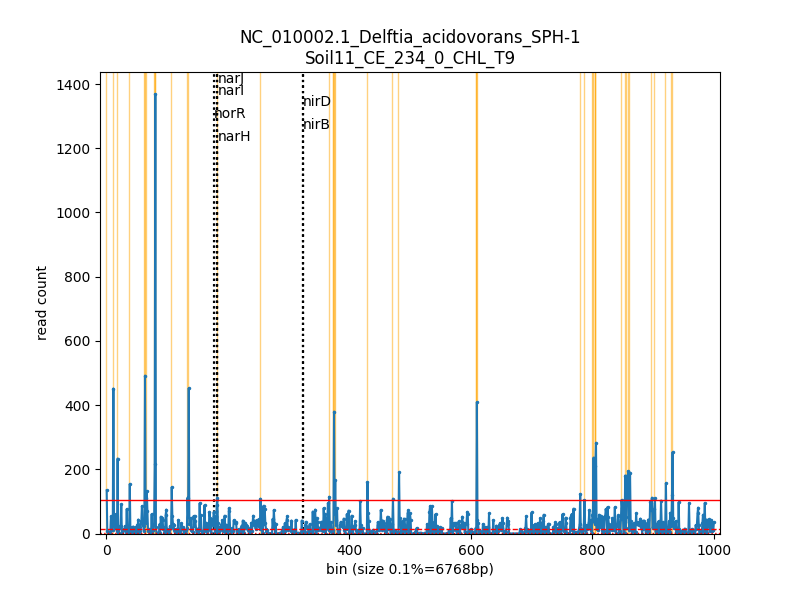 NC_010002.1_Delftia_acidovorans_SPH-1
Soil11_CE_234_0_CHL_T9
1400
1200
1000
800
600
400
200
0
read count
narJ
narI
norR
narH
nirD
nirB
0
200
400
600
800
1000
bin (size 0.1%=6768bp)